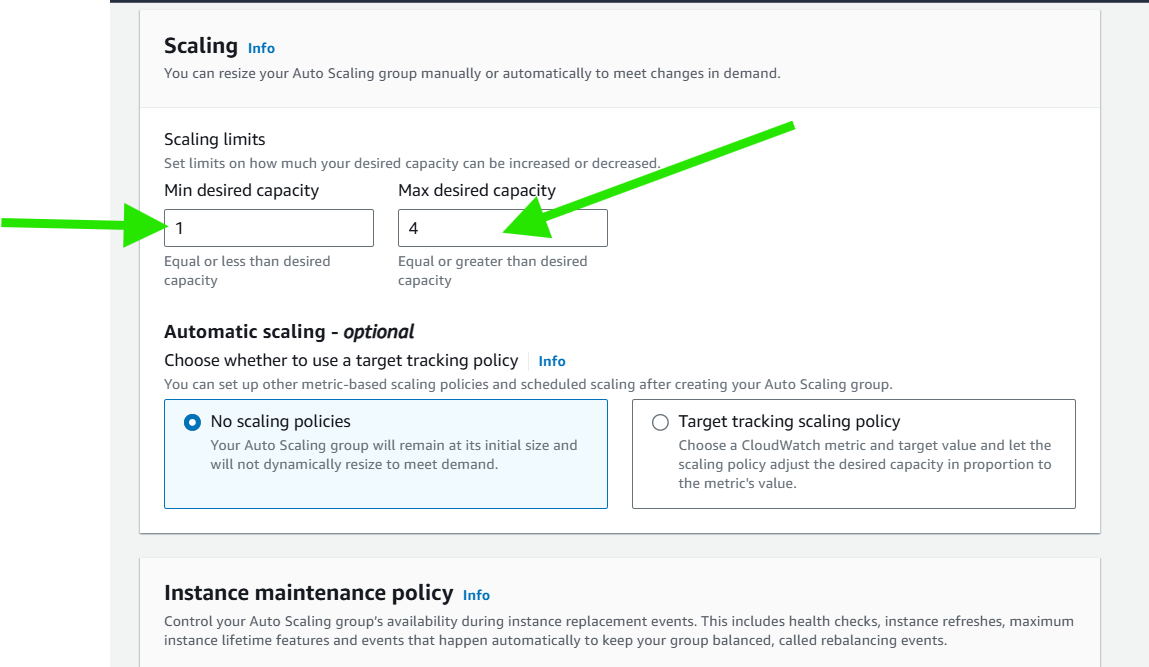 Scaling Info
You can resize your Auto Scaling group manually or automatically to meet changes in demand.
Scaling limits
Set limits on how much your desired capacity can be increased or decreased.
Min desired capacity
Max desired capacity
1
4
Equal or less than desired
capacity
Equal or greater than desired
capacity
Automatic scaling - optional
Choose whether to use a target tracking policy Info
You can set up other metric-based scaling policies and scheduled scaling after creating your Auto Scaling group.
No scaling policies
Your Auto Scaling group will remain at its initial size and
will not dynamically resize to meet demand.
Target tracking scaling policy
Choose a CloudWatch metric and target value and let the
scaling policy adjust the desired capacity in proportion to
the metric's value.
Instance maintenance policy Info
Control your Auto Scaling group's availability during instance replacement events. This includes health checks, instance refreshes, maximum
instance lifetime features and events that happen automatically to keep your group balanced, called rebalancing events.